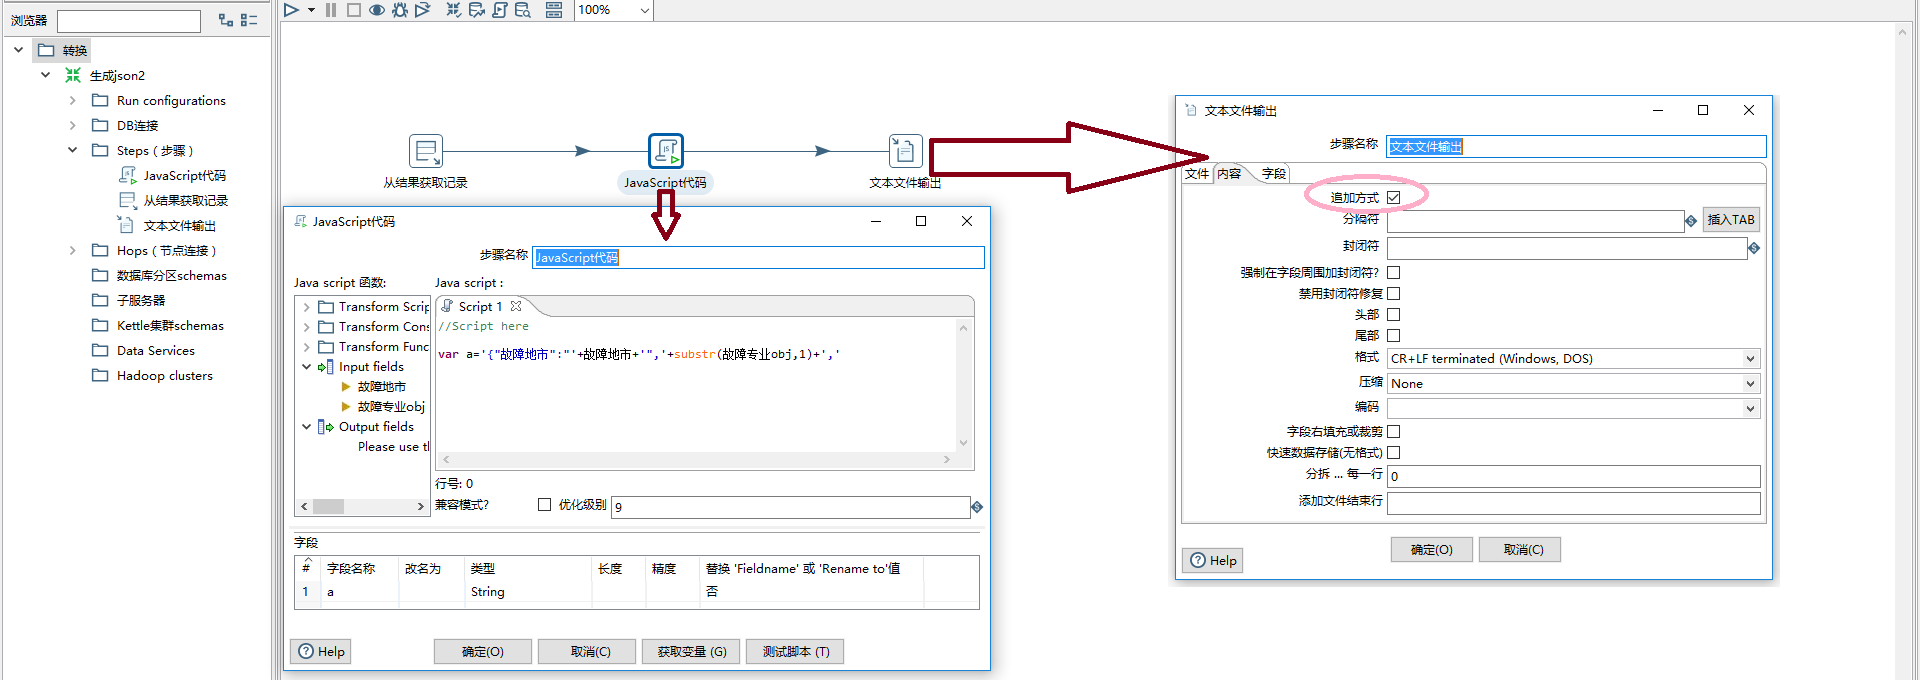 浏览器
100%
转换
生成json2
Run configurations
DB连接
Steps ( 步骤 )
JavaScript代码
从结果获取记录
文本文件输出
Hops ( 节点连接 )
数据库分区schemas
子服务器
Kettle集群schemas
Data Services
Hadoop clusters
从结果获取记录
JavaScript代码
文本文件输出
JavaScript代码
步骤名称 JavaScript代码
Java script 函数:
Java script :
Transform Scrip
Transform Cons
Transform Func
Input fields
故障地市
故障专业obj
Output fields
Please use th
Script 1
//Script here
var a='{"故障地市":"'+故障地市+'",'+substr(故障专业obj,1)+','
行号: 0
兼容模式?
优化级别 9
字段
# 字段名称 改名为 类型 长度 精度 替换 'Fieldname' 或 'Rename to'值
1 a String 否
Help 确定(O) 取消(C) 获取变量 (G) 测试脚本 (T)
文本文件输出
步骤名称 文本文件输出
文件 内容 字段
追加方式
分隔符 插入TAB
封闭符
强制在字段周围加封闭符?
禁用封闭符修复
头部
尾部
格式 CR+LF terminated (Windows, DOS)
压缩 None
编码
字段右填充或裁剪
快速数据存储(无格式)
分拆 ... 每一行 0
添加文件结束行
确定(O) 取消(C)
Help